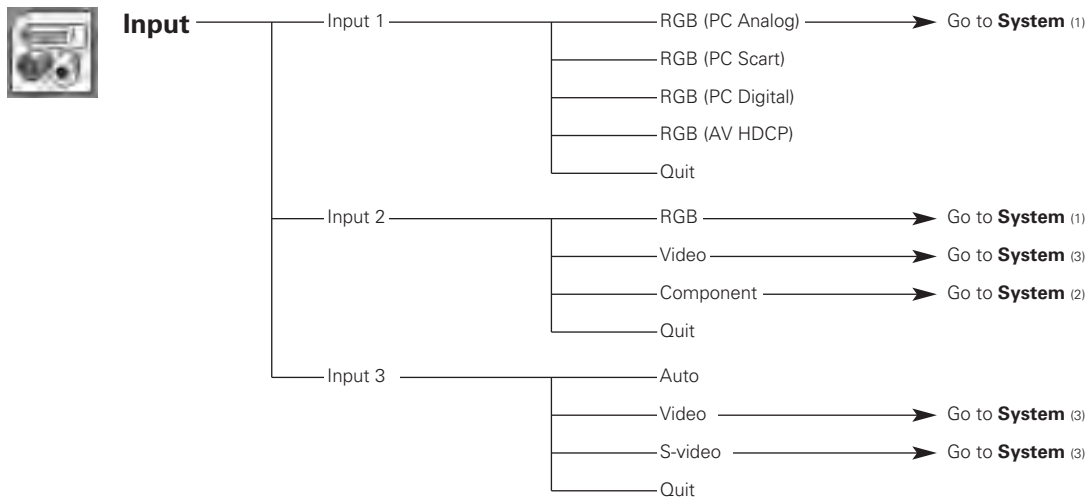 Input
Input 1
RGB (PC Analog) Go to System (1)
RGB (PC Scart)
RGB (PC Digital)
RGB (AV HDCP)
Quit
Input 2
RGB Go to System (1)
Video Go to System (3)
Component Go to System (2)
Quit
Input 3
Auto
Video Go to System (3)
S-video Go to System (3)
Quit